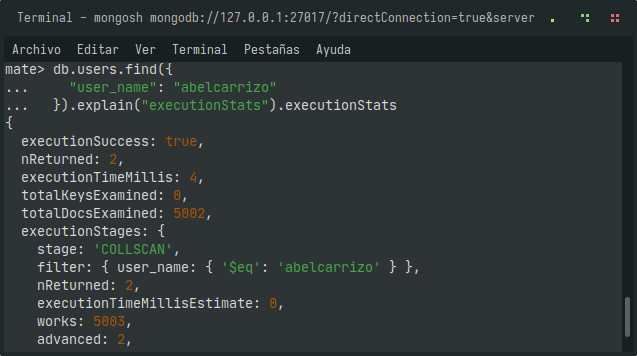 Terminal - mongosh mongodb://127.0.0.1:27017/?directConnection=true&server
Archivo Editar Ver Terminal Pestañas Ayuda
mate> db.users.find({
... "user_name": "abelcarrizo"
... }).explain("executionStats").executionStats
{
executionSuccess: true,
nReturned: 2,
executionTimeMillis: 4,
totalKeysExamined: 0,
totalDocsExamined: 5002,
executionStages: {
stage: 'COLLSCAN',
filter: { user_name: { '$eq': 'abelcarrizo' } },
nReturned: 2,
executionTimeMillisEstimate: 0,
works: 5003,
advanced: 2,